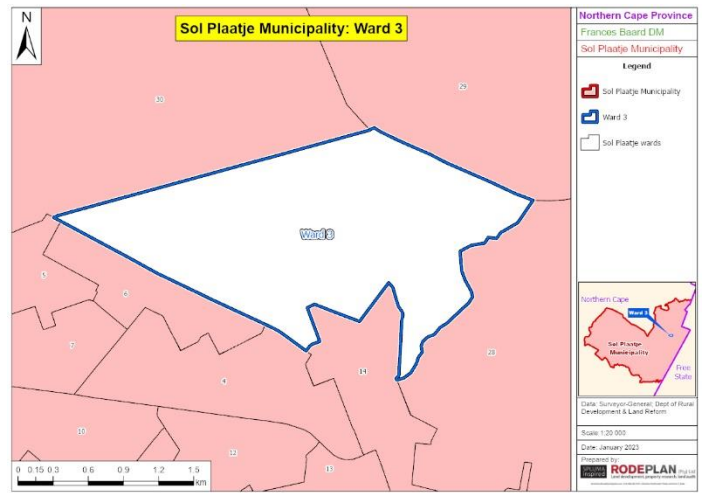 N
Sol Plaatje Municipality: Ward 3
30
29
Ward 3
5
6
7
4
14
28
10
12
13
0 0.15 0.3 0.6 0.9 1.2 1.5
km
Northern Cape Province
Frances Baard DM
Sol Plaatje Municipality
Legend
Sol Plaatje Municipality
Ward 3
Sol Plaatje wards
Northern Cape
Ward 3
Sol Plaatje
Municipality
Free
State
Data: Surveyor-General; Dept of Rural
Development & Land Reform
Scale 1:20 000
Date: January 2023
Prepared by:
SPLUMA
Inspired
RODEPLAN (Pty) Ltd